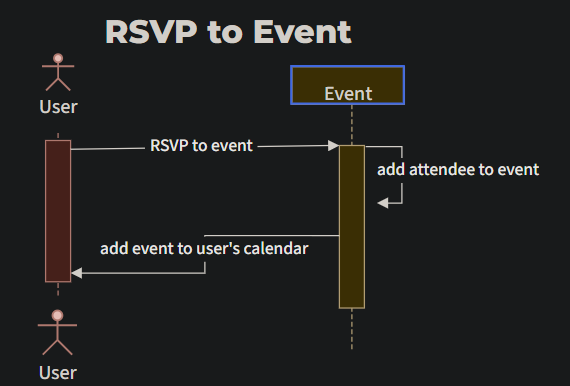 RSVP to Event
User
Event
RSVP to event
add attendee to event
add event to user's calendar
User